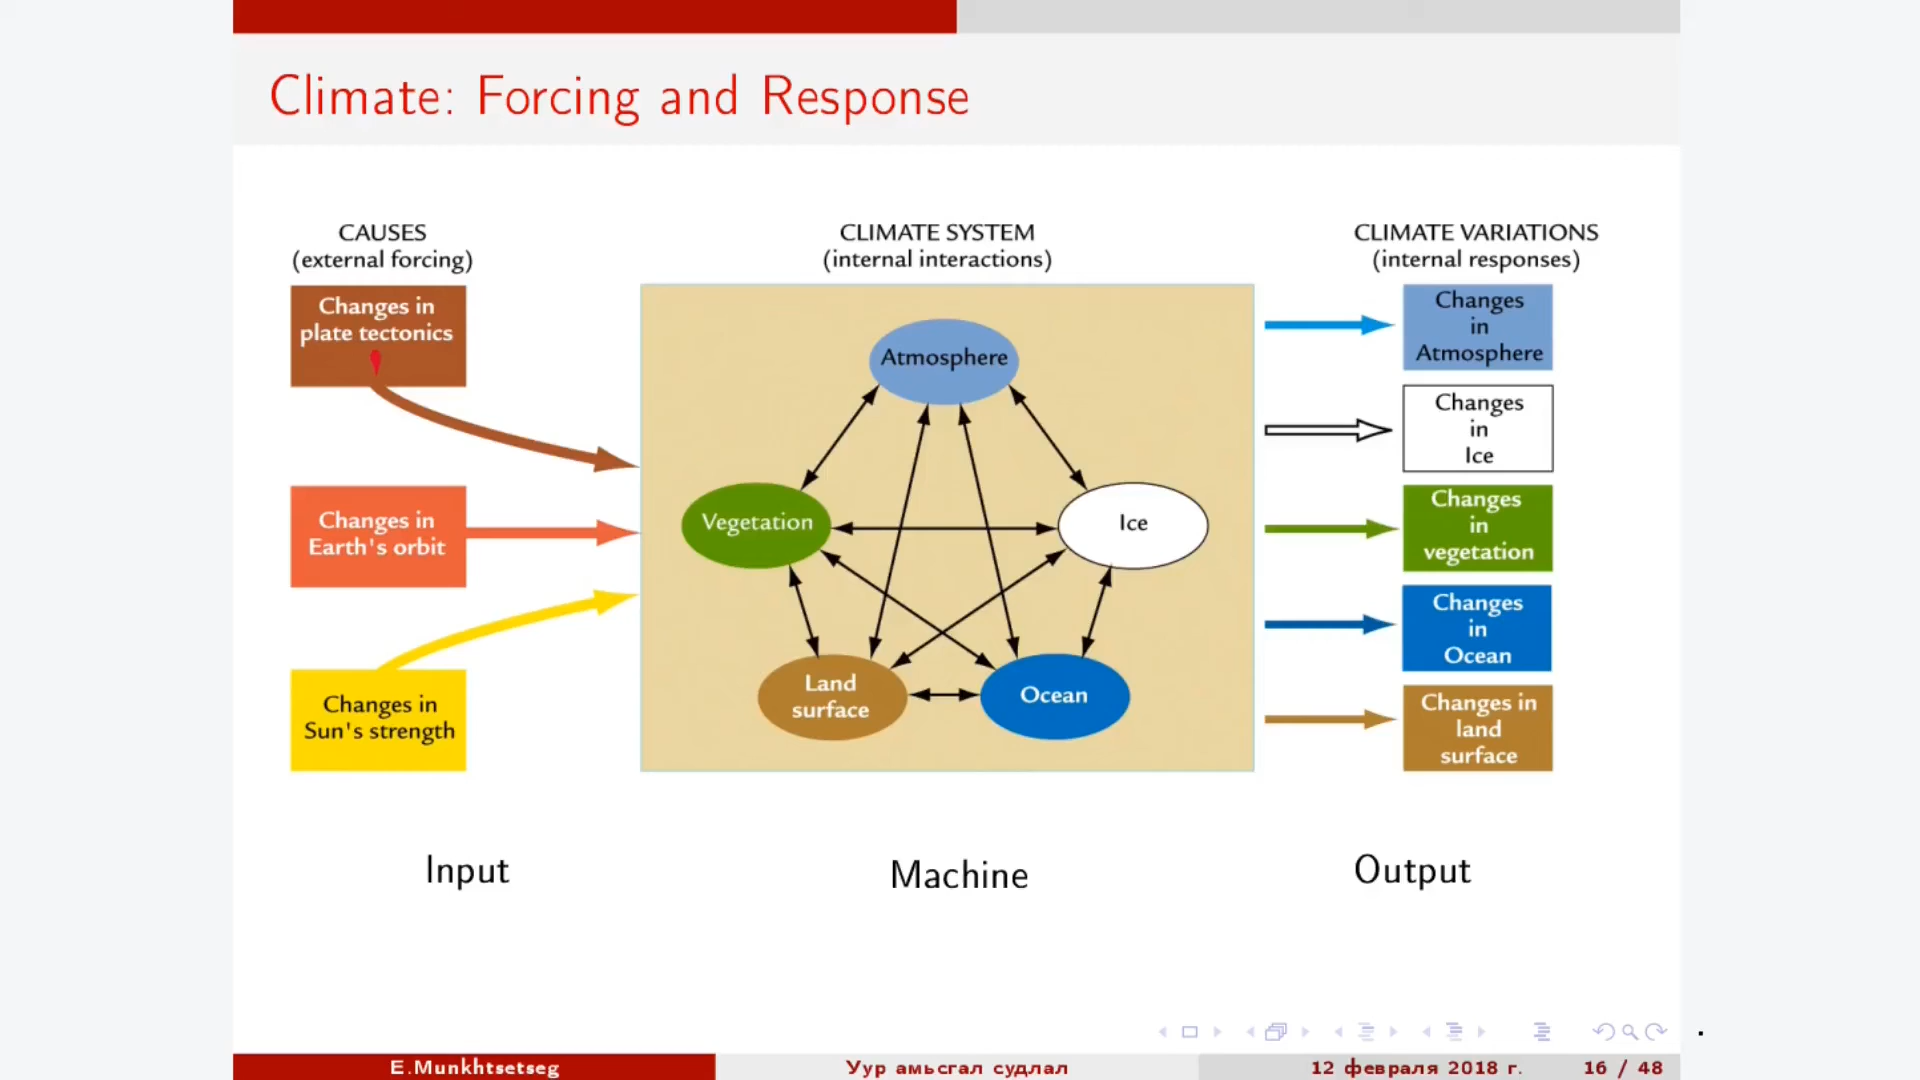 Climate: Forcing and Response
CAUSES
(external forcing)
Changes in
plate tectonics
Changes in
Earth's orbit
Changes in
Sun's strength
CLIMATE SYSTEM
(internal interactions)
Atmosphere
Vegetation
Ice
Land
surface
Ocean
CLIMATE VARIATIONS
(internal responses)
Changes
in
Atmosphere
Changes
in
Ice
Changes
in
vegetation
Changes
in
Ocean
Changes in
land
surface
Input
Machine
Output
E.Munkhtsetseg
Уур амьсгал судлал
12 февраля 2018 г.
16 / 48